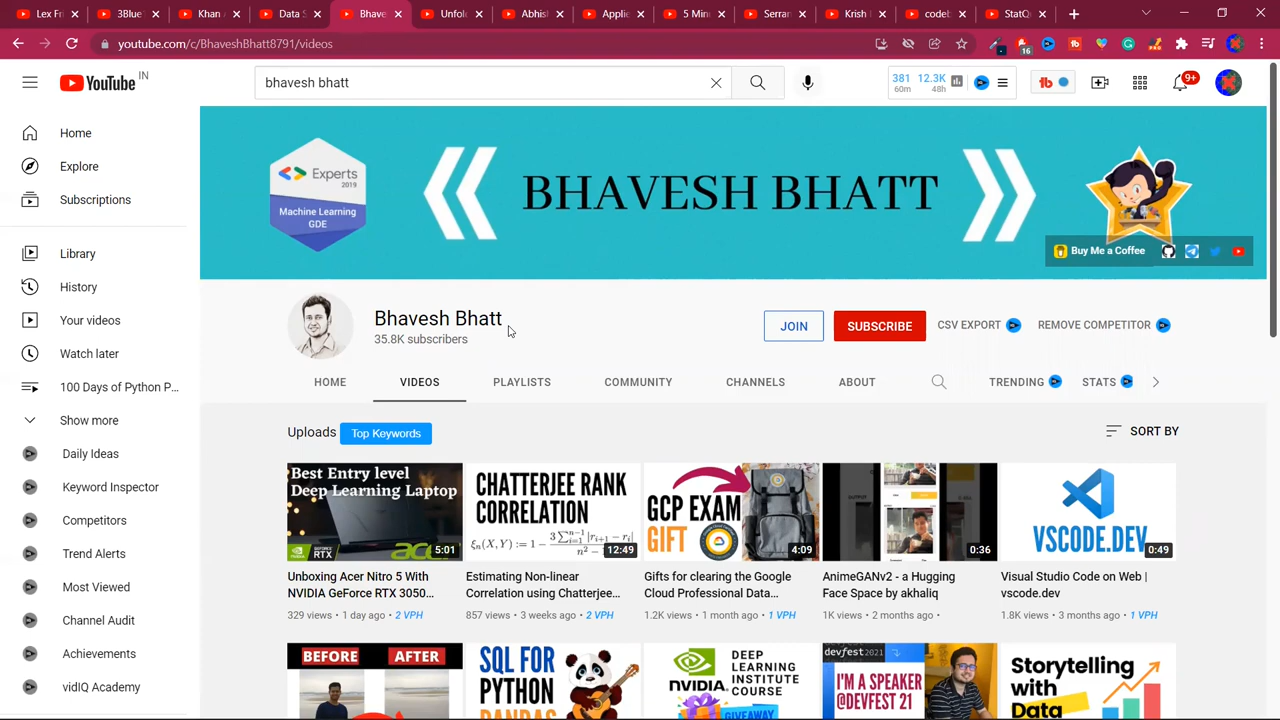 Lex Fr
3Blue1
Khan A
Data S
Bhave
Unfol
Abhis
Applie
5 Minu
Serran
Krish
codeb
StatQ
youtube.com/c/BhaveshBhatt8791/videos
16
YouTube IN
bhavesh bhatt
381 12.3K
60m 48h
tb
9+
Home
Explore
Subscriptions
Library
History
Your videos
Watch later
100 Days of Python P...
Show more
Daily Ideas
Keyword Inspector
Competitors
Trend Alerts
Most Viewed
Channel Audit
Achievements
vidIQ Academy
Experts
2019
Machine Learning
GDE
BHAVESH BHATT
Buy Me a Coffee
Bhavesh Bhatt
35.8K subscribers
JOIN
SUBSCRIBE
CSV EXPORT
REMOVE COMPETITOR
HOME
VIDEOS
PLAYLISTS
COMMUNITY
CHANNELS
ABOUT
TRENDING
STATS
Uploads
Top Keywords
SORT BY
Best Entry level
Deep Learning Laptop
GEFORCE
RTX
5:01
Unboxing Acer Nitro 5 With
NVIDIA GeForce RTX 3050...
329 views • 1 day ago • 2 VPH
CHATTERJEE RANK
CORRELATION
12:49
Estimating Non-linear
Correlation using Chatterjee...
857 views • 3 weeks ago • 2 VPH
GCP EXAM
GIFT
4:09
Gifts for clearing the Google
Cloud Professional Data...
1.2K views • 1 month ago • 1 VPH
0:36
AnimeGANv2 - a Hugging
Face Space by akhaliq
1K views • 2 months ago •
VSCODE.DEV
0:49
Visual Studio Code on Web |
vscode.dev
1.8K views • 3 months ago • 1 VPH
BEFORE
AFTER
SQL FOR
PYTHON
PANDAS
NVIDIA
DEEP
LEARNING
INSTITUTE
COURSE
GIVEAWAY
devfest 2021
I'M A SPEAKER
@DEVFEST 21
Storytelling
with
Data